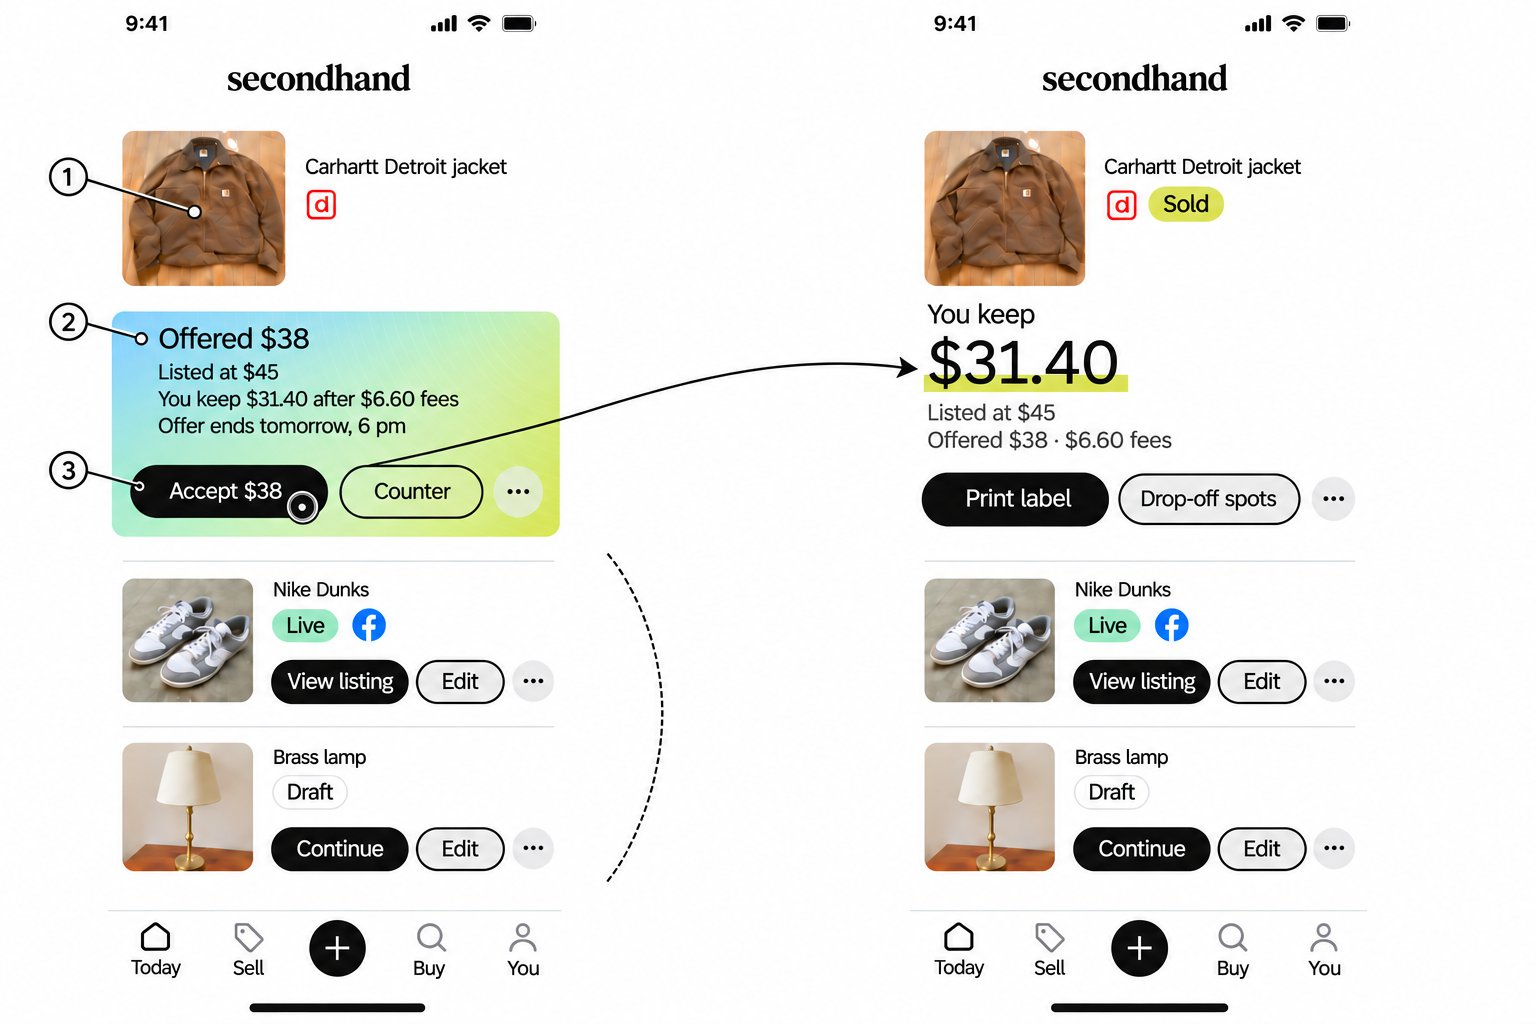 9:41
secondhand
1
Carhartt Detroit jacket
d
2
Offered $38
Listed at $45
You keep $31.40 after $6.60 fees
Offer ends tomorrow, 6 pm
3
Accept $38
Counter
Nike Dunks
Live
View listing
Edit
Brass lamp
Draft
Continue
Edit
Today
Sell
Buy
You
9:41
secondhand
Carhartt Detroit jacket
d
Sold
You keep
$31.40
Listed at $45
Offered $38 · $6.60 fees
Print label
Drop-off spots
Nike Dunks
Live
View listing
Edit
Brass lamp
Draft
Continue
Edit
Today
Sell
Buy
You